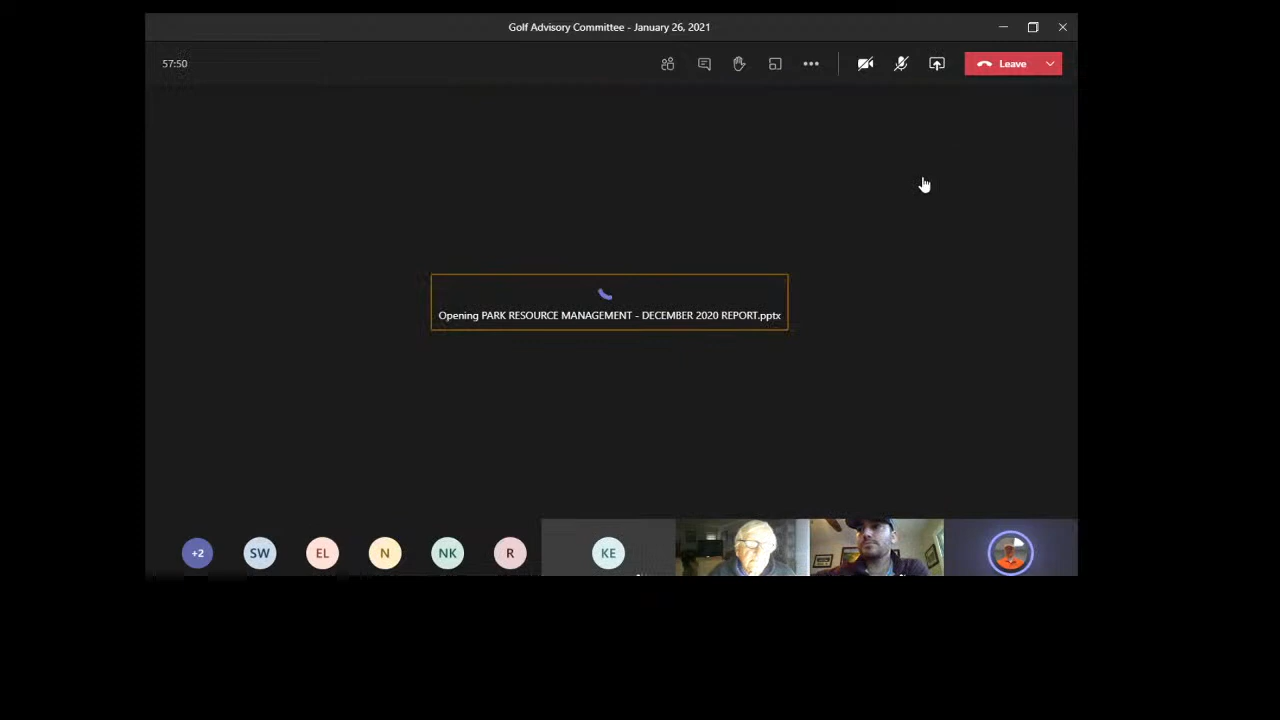 Golf Advisory Committee - January 26, 2021
57:50
Leave
Opening PARK RESOURCE MANAGEMENT - DECEMBER 2020 REPORT.pptx
+2
SW
EL
N
NK
R
KE